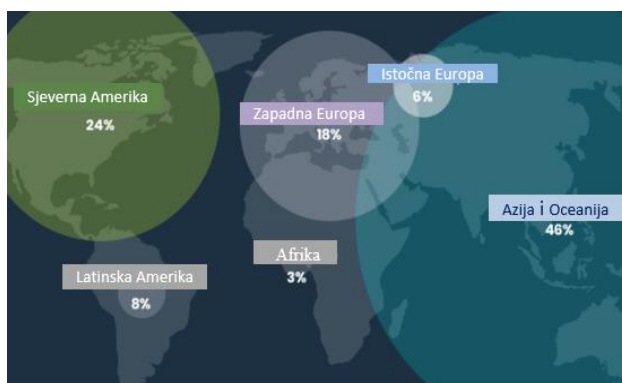 Sjeverna Amerika
24%
Zapadna Europa
18%
Istočna Europa
6%
Azija i Oceanija
46%
Latinska Amerika
8%
Afrika
3%